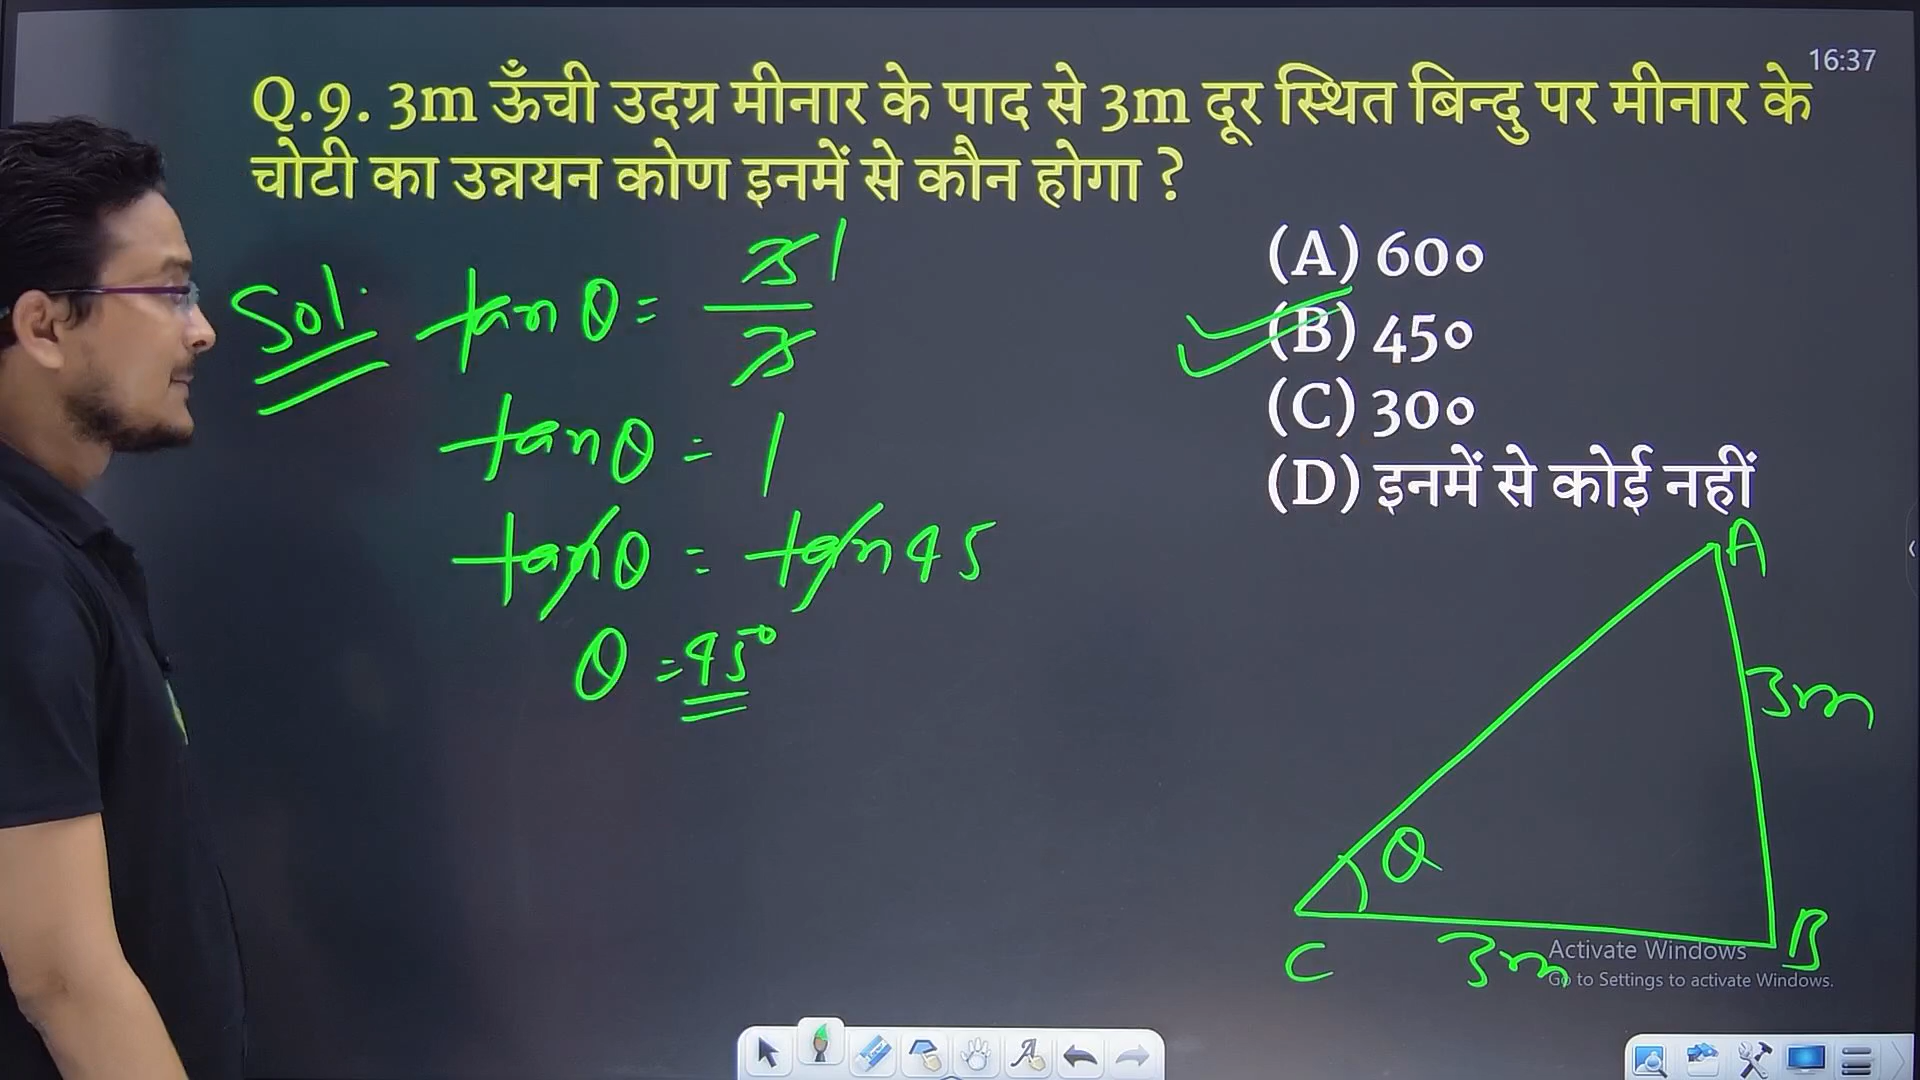 16:37
Q.9. 3m ऊँची उदग्र मीनार के पाद से 3m दूर स्थित बिन्दु पर मीनार के
चोटी का उन्नयन कोण इनमें से कौन होगा ?
(A) 60०
(B) 45०
(C) 30०
(D) इनमें से कोई नहीं
Sol. tan θ = 3/3 1
tan θ = 1
tan θ = tan 45
θ = 45°
A
3m
θ
C
3m
B
Activate Windows
Go to Settings to activate Windows.